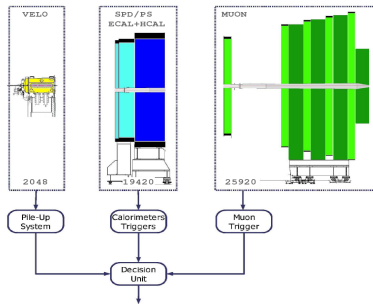 VELO
SPD/PS
ECAL+HCAL
MUON
2048
19420
25920
Pile-Up
System
Calorimeters
Triggers
Muon
Trigger
Decision
Unit